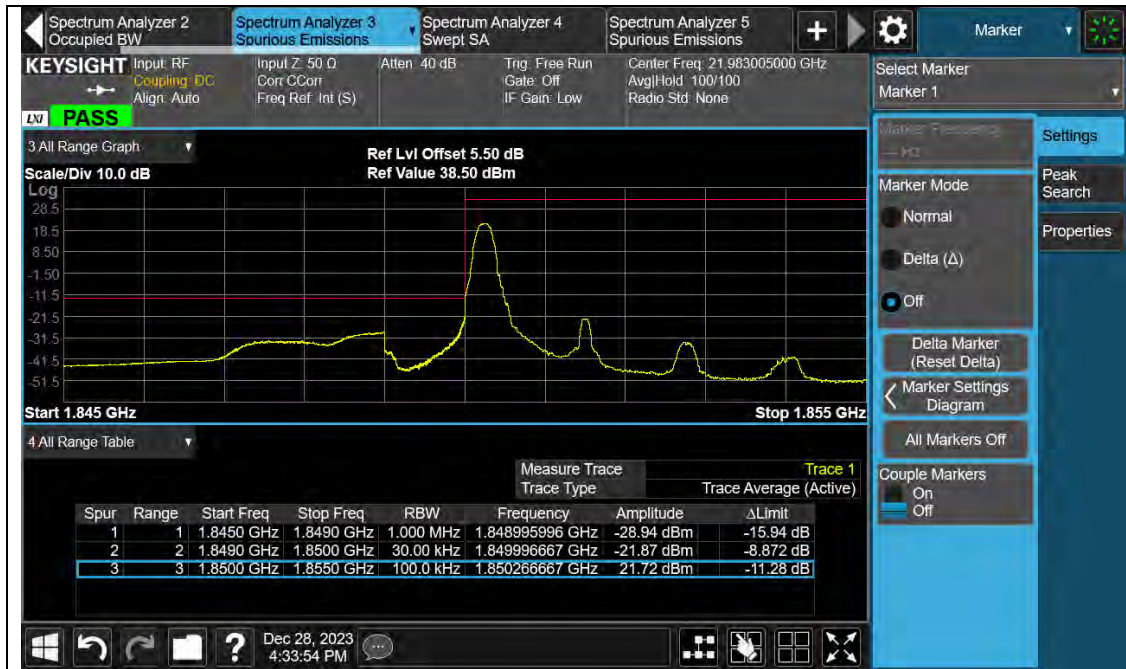 Spectrum Analyzer 2
Occupied BW
Spectrum Analyzer 3
Spurious Emissions
Spectrum Analyzer 4
Swept SA
Spectrum Analyzer 5
Spurious Emissions
+
Marker
KEYSIGHT
Input: RF
Coupling: DC
Align: Auto
Input Z: 50 Ω
Corr CCorr
Freq Ref: Int (S)
Atten: 40 dB
Trig: Free Run
Gate: Off
IF Gain: Low
Center Freq: 21.983005000 GHz
Avg|Hold: 100/100
Radio Std: None
LXI
PASS
Select Marker
Marker 1
Marker Frequency
--- Hz
Settings
Peak Search
Properties
Marker Mode
Normal
Delta (Δ)
Off
Delta Marker
(Reset Delta)
Marker Settings
Diagram
All Markers Off
Couple Markers
On
Off
3 All Range Graph
Scale/Div 10.0 dB
Ref Lvl Offset 5.50 dB
Ref Value 38.50 dBm
Log
28.5
18.5
8.50
-1.50
-11.5
-21.5
-31.5
-41.5
-51.5
Start 1.845 GHz
Stop 1.855 GHz
4 All Range Table
Measure Trace Trace 1
Trace Type Trace Average (Active)
Spur Range Start Freq Stop Freq RBW Frequency Amplitude ΔLimit
1 1 1.8450 GHz 1.8490 GHz 1.000 MHz 1.848995996 GHz -28.94 dBm -15.94 dB
2 2 1.8490 GHz 1.8500 GHz 30.00 kHz 1.849996667 GHz -21.87 dBm -8.872 dB
3 3 1.8500 GHz 1.8550 GHz 100.0 kHz 1.850266667 GHz 21.72 dBm -11.28 dB
?
Dec 28, 2023
4:33:54 PM